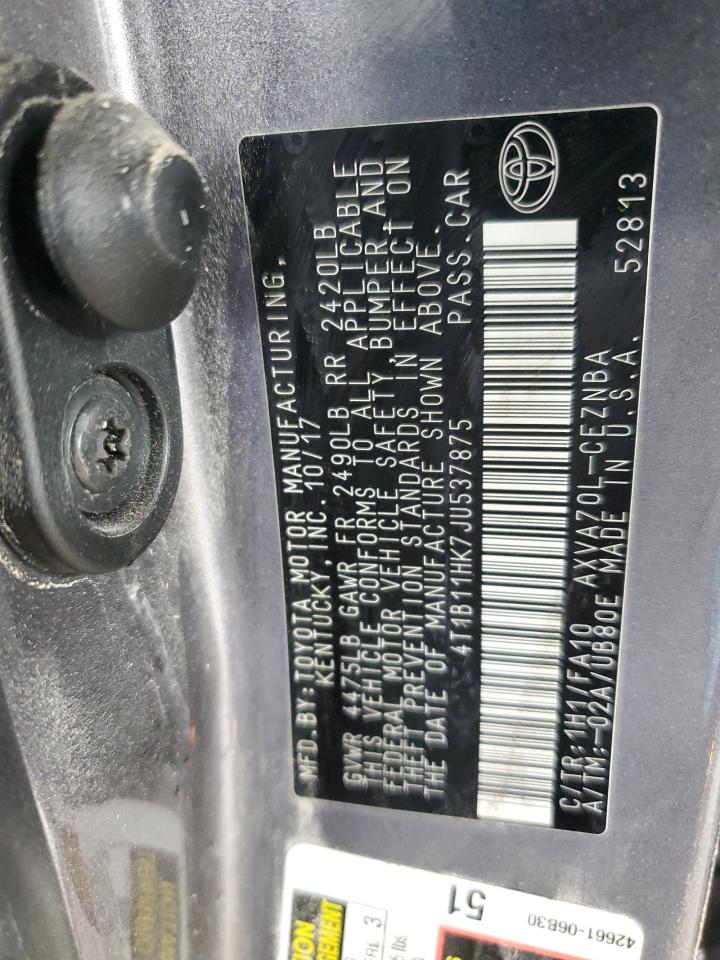 MFD.BY:TOYOTA MOTOR MANUFACTURING,
KENTUCKY, INC. 10/17
GVWR 4475LB GAWR FR 2490LB RR 2420LB
THIS VEHICLE CONFORMS TO ALL APPLICABLE
FEDERAL MOTOR VEHICLE SAFETY, BUMPER, AND
THEFT PREVENTION STANDARDS IN EFFECT ON
THE DATE OF MANUFACTURE SHOWN ABOVE.
4T1B11HK7JU537875 PASS.CAR
C/TR:1H1/FA10 AXVA70L-CEZNBA
A/TM:-02A/UB80E MADE IN U.S.A. 52813
51
42661-06B30